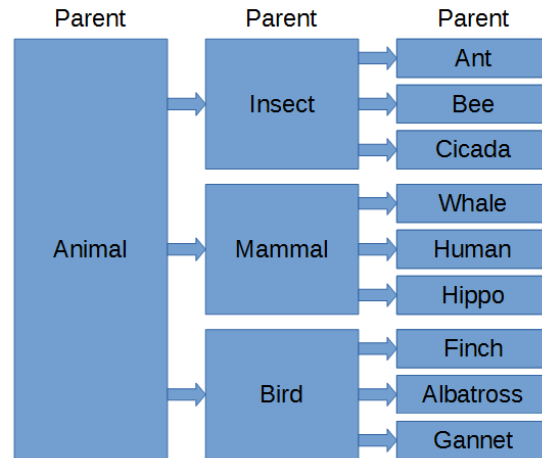 Parent Parent Parent
Ant
Insect Bee
Cicada
Whale
Animal Mammal Human
Hippo
Finch
Bird Albatross
Gannet